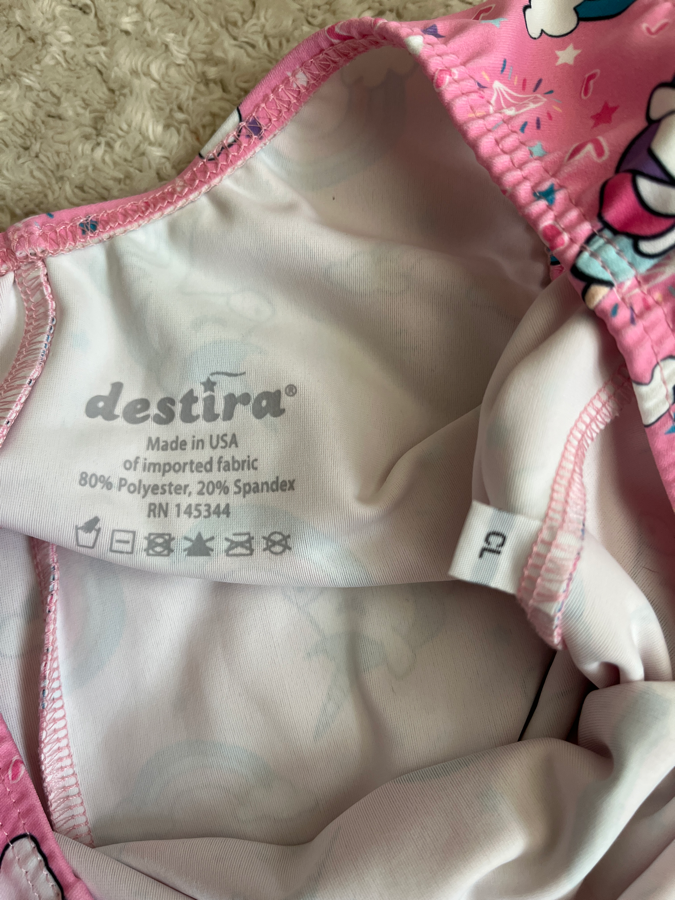 destira®
Made in USA
of imported fabric
80% Polyester, 20% Spandex
RN 145344
CL